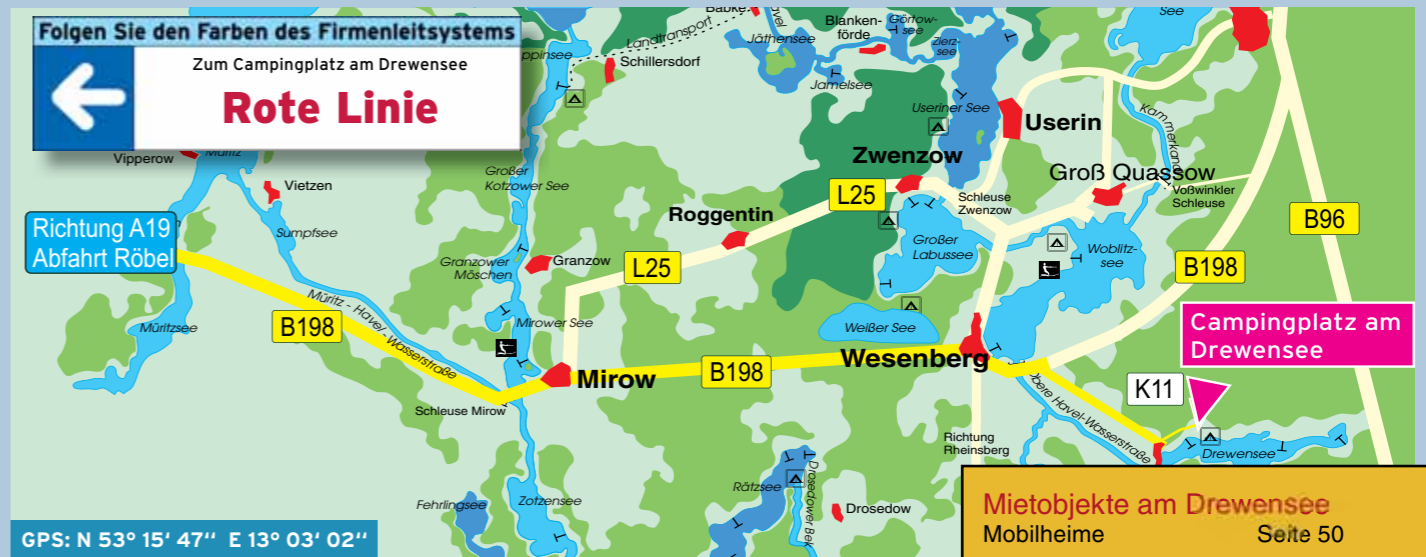 Folgen Sie den Farben des Firmenleitsystems
Zum Campingplatz am Drewensee
Rote Linie
Landtransport
Schillersdorf
Jäthensee
Blanken-
förde
Görtow-
see
Zierz-
see
Jamelsee
See
Useriner See
Userin
Kammerkanal
Vipperow
Müritz
Vietzen
Sumpfsee
Großer
Kotzower See
Zwenzow
L25
Schleuse
Zwenzow
Groß Quassow
Voßwinkler
Schleuse
Richtung A19
Abfahrt Röbel
Roggentin
B96
Granzower
Möschen
Granzow
L25
Großer
Labussee
Woblitz-
see
B198
Müritzsee
B198
Müritz - Havel - Wasserstraße
Mirower See
Weißer See
Campingplatz am
Drewensee
Mirow
B198
Wesenberg
K11
Schleuse Mirow
Obere Havel-Wasserstraße
Richtung
Rheinsberg
Drewensee
Fehrlingsee
Zotzensee
Rätzsee
Drosedower Bek
Drosedow
Mietobjekte am Drewensee
Mobilheime Seite 50
GPS: N 53° 15' 47'' E 13° 03' 02''